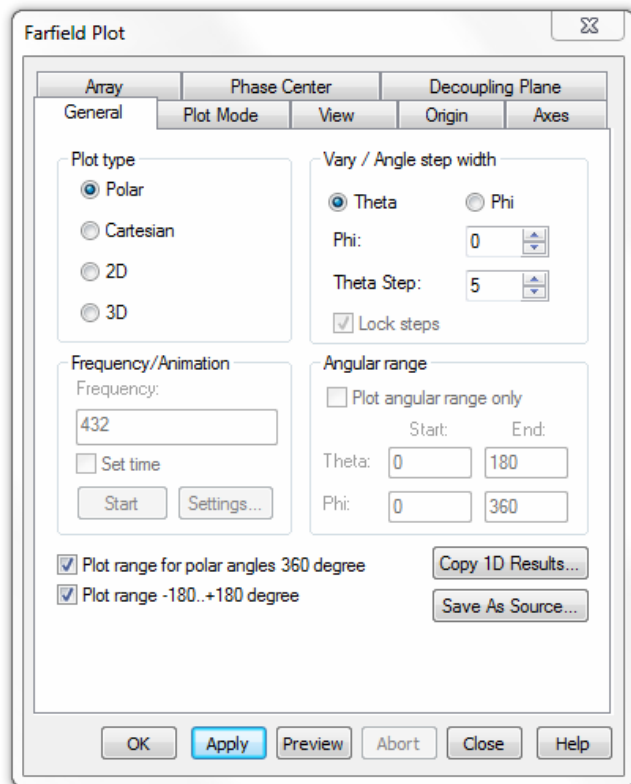 Farfield Plot
Array Phase Center Decoupling Plane
General Plot Mode View Origin Axes
Plot type
Polar
Cartesian
2D
3D
Vary / Angle step width
Theta Phi
Phi: 0
Theta Step: 5
Lock steps
Frequency/Animation
Frequency:
432
Set time
Start Settings...
Angular range
Plot angular range only
Start: End:
Theta: 0 180
Phi: 0 360
Plot range for polar angles 360 degree
Plot range -180..+180 degree
Copy 1D Results...
Save As Source...
OK Apply Preview Abort Close Help